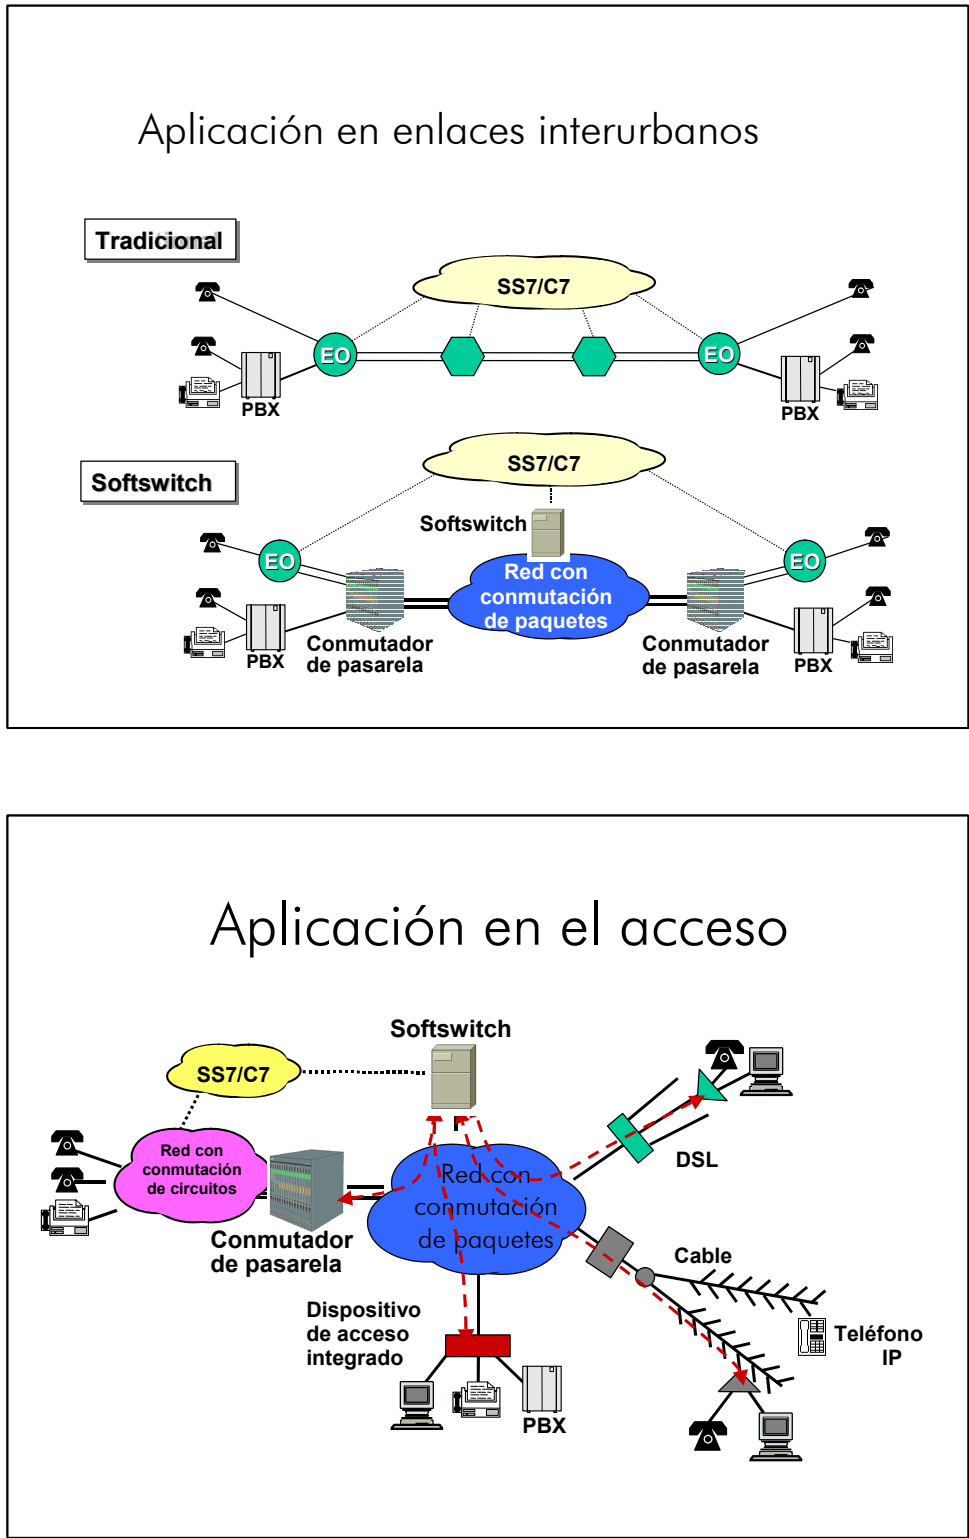 Aplicación en enlaces interurbanos
Tradicional
SS7/C7
EO
EO
PBX
PBX
SS7/C7
Softswitch
Softswitch
EO
EO
Red con
conmutación
de paquetes
PBX
Conmutador
de pasarela
Conmutador
de pasarela
PBX
Aplicación en el acceso
Softswitch
SS7/C7
Red con
conmutación
de circuitos
Red con
conmutación
de paquetes
DSL
Conmutador
de pasarela
Cable
Dispositivo
de acceso
integrado
Teléfono
IP
PBX